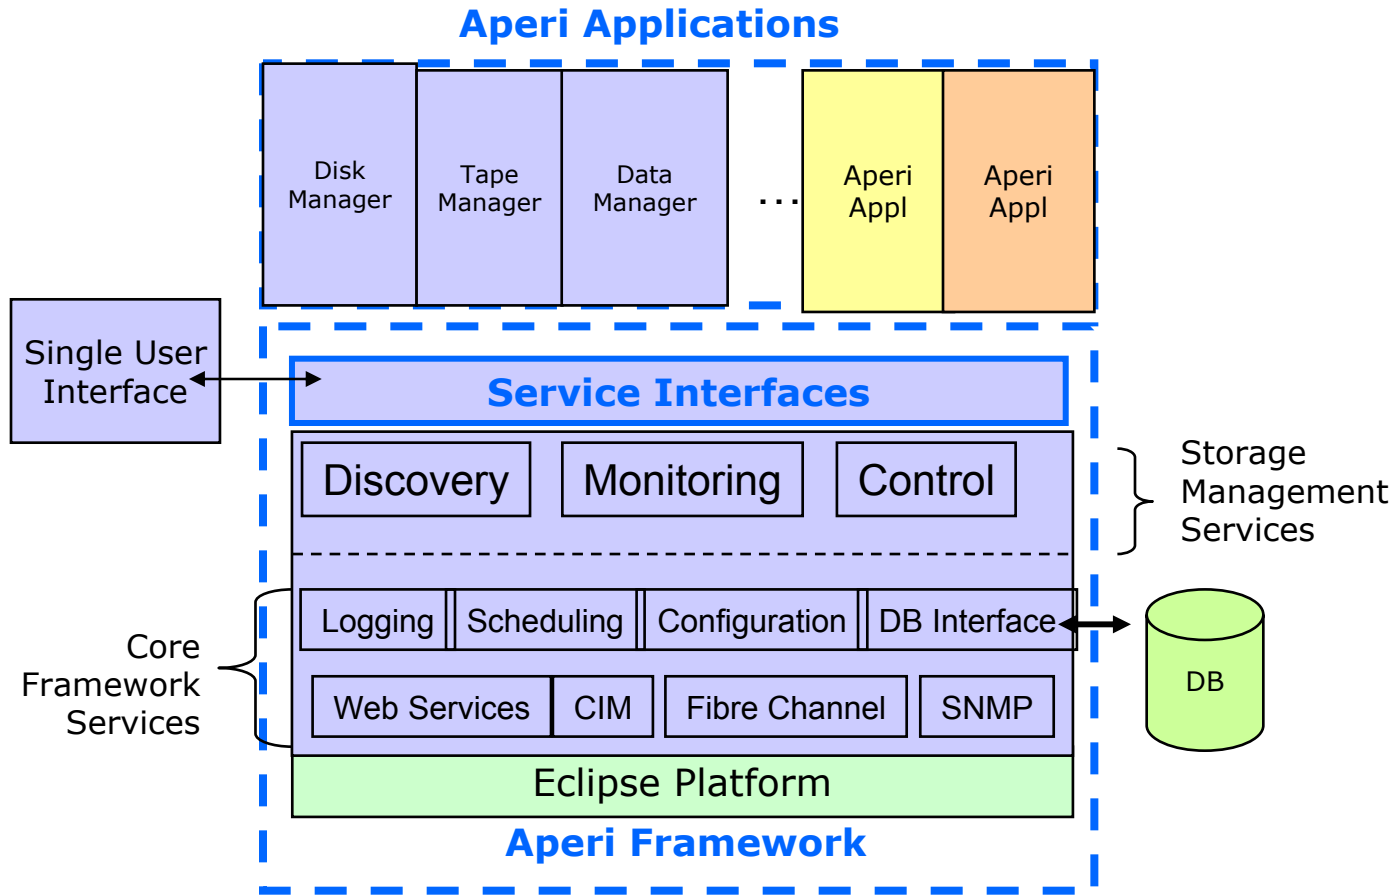 Aperi Applications
Disk
Manager
Tape
Manager
Data
Manager
...
Aperi
Appl
Aperi
Appl
Single User
Interface
Service Interfaces
Discovery
Monitoring
Control
Storage
Management
Services
Logging
Scheduling
Configuration
DB Interface
Core
Framework
Services
DB
Web Services
CIM
Fibre Channel
SNMP
Eclipse Platform
Aperi Framework